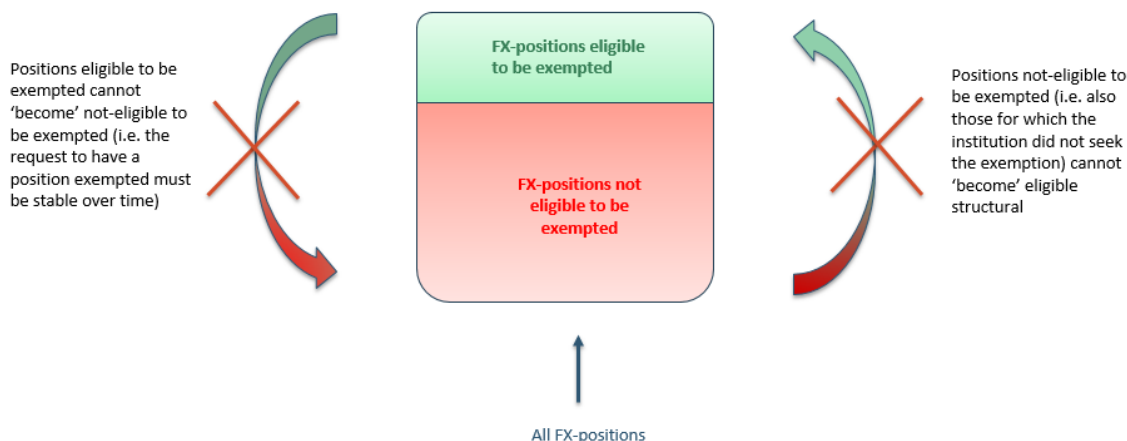 FX-positions eligible
to be exempted
Positions eligible to be
exempted cannot
‘become’ not-eligible to
be exempted (i.e. the
request to have a
position exempted must
be stable over time)
Positions not-eligible to
be exempted (i.e. also
those for which the
institution did not seek
the exemption) cannot
‘become’ eligible
structural
FX-positions not
eligible to be
exempted
All FX-positions